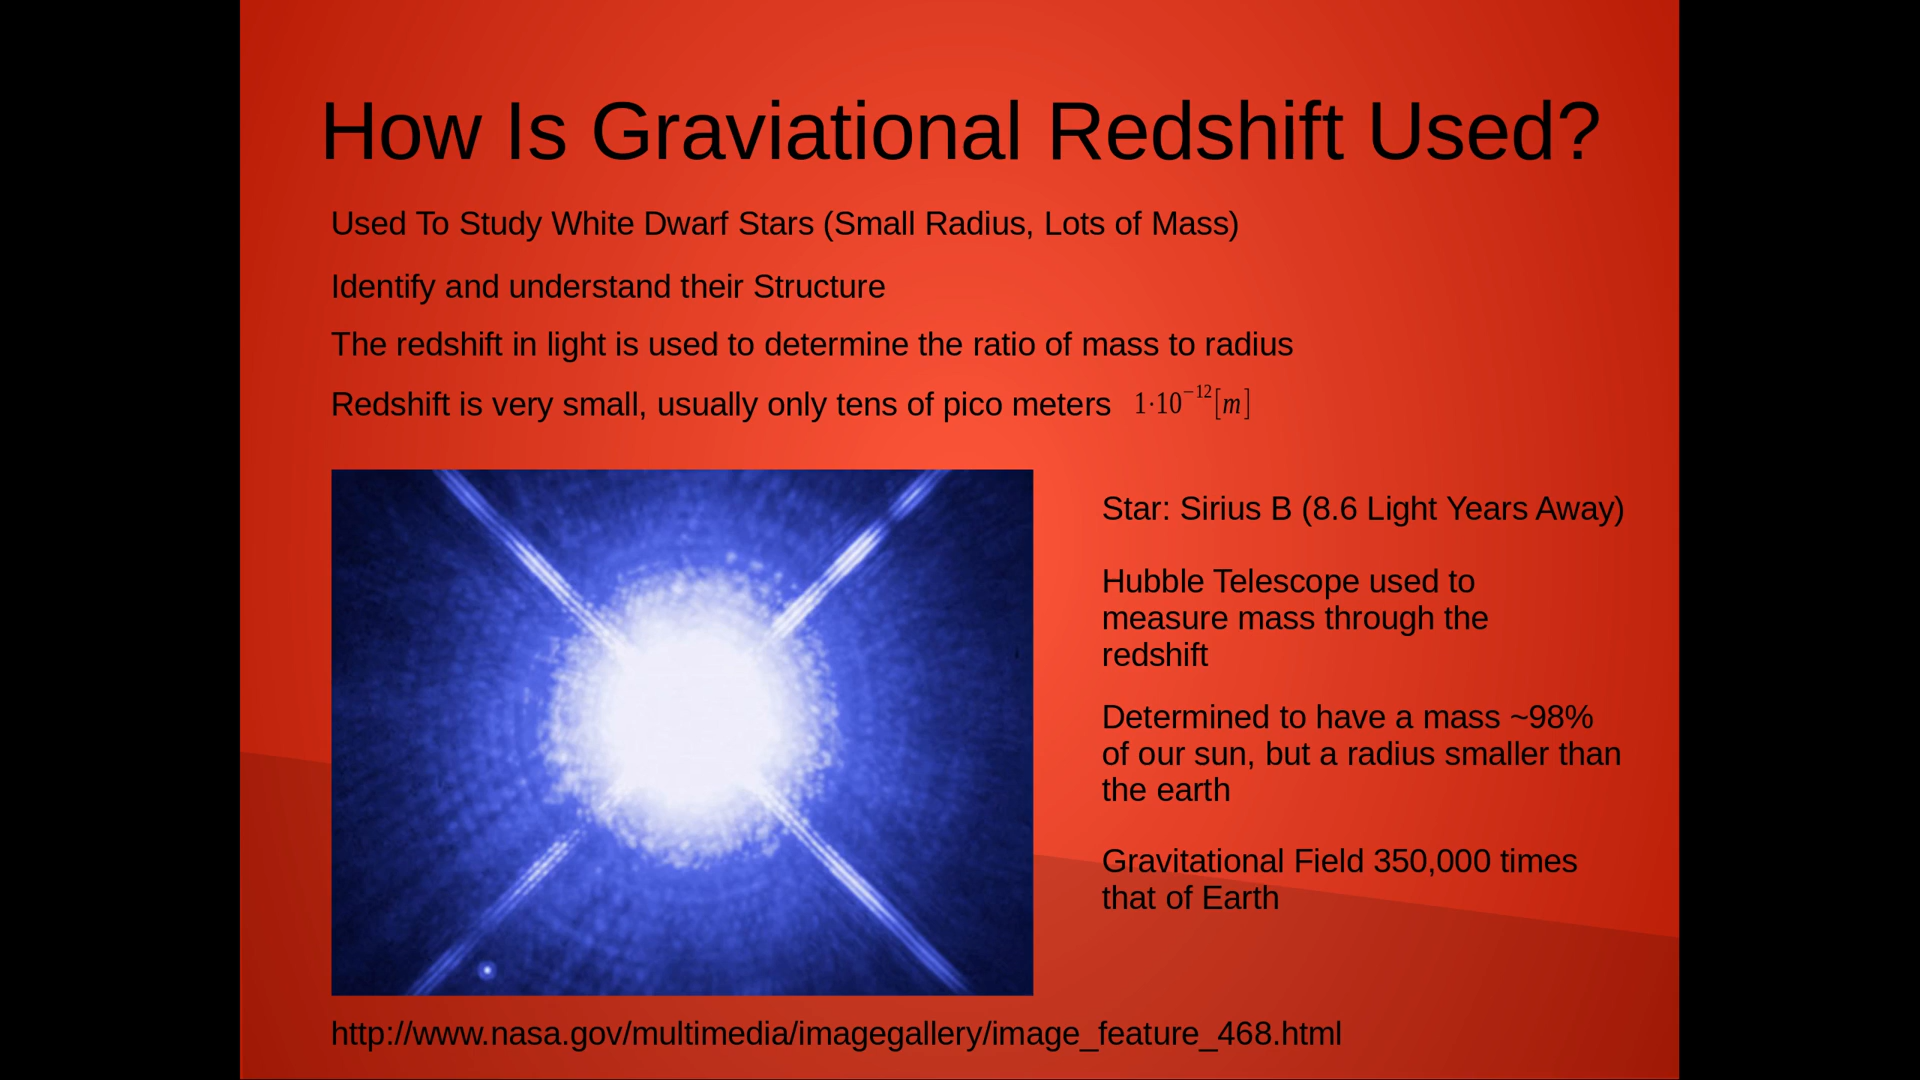 How Is Graviational Redshift Used?
Used To Study White Dwarf Stars (Small Radius, Lots of Mass)
Identify and understand their Structure
The redshift in light is used to determine the ratio of mass to radius
Redshift is very small, usually only tens of pico meters 1·10⁻¹²[m]
Star: Sirius B (8.6 Light Years Away)
Hubble Telescope used to
measure mass through the
redshift
Determined to have a mass ~98%
of our sun, but a radius smaller than
the earth
Gravitational Field 350,000 times
that of Earth
http://www.nasa.gov/multimedia/imagegallery/image_feature_468.html